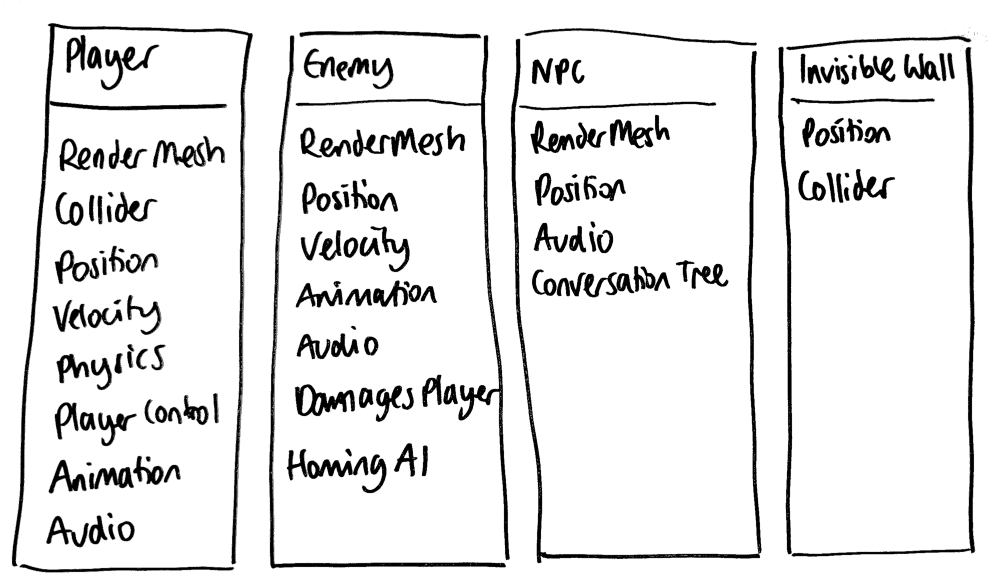 Player
Render Mesh
Collider
Position
Velocity
Physics
Player Control
Animation
Audio
Enemy
RenderMesh
Position
Velocity
Animation
Audio
Damages Player
Homing AI
NPC
RenderMesh
Position
Audio
Conversation Tree
Invisible Wall
Position
Collider